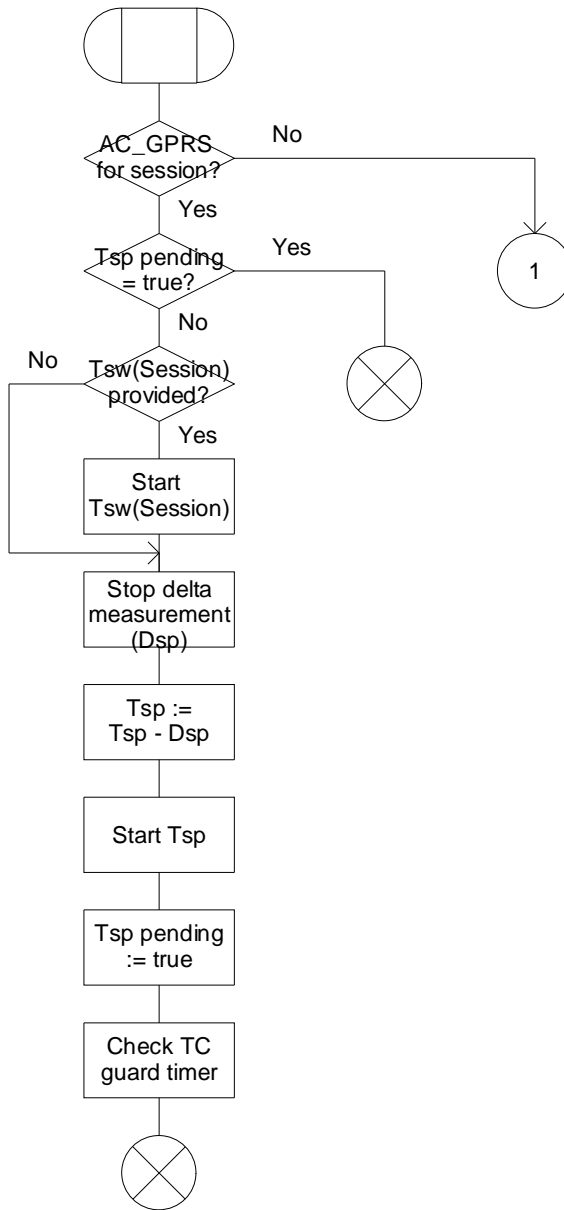 AC_GPRS
for session?
No
Yes
Tsp pending
= true?
Yes
1
No
No
Tsw(Session)
provided?
Yes
Start
Tsw(Session)
Stop delta
measurement
(Dsp)
Tsp :=
Tsp - Dsp
Start Tsp
Tsp pending
:= true
Check TC
guard timer